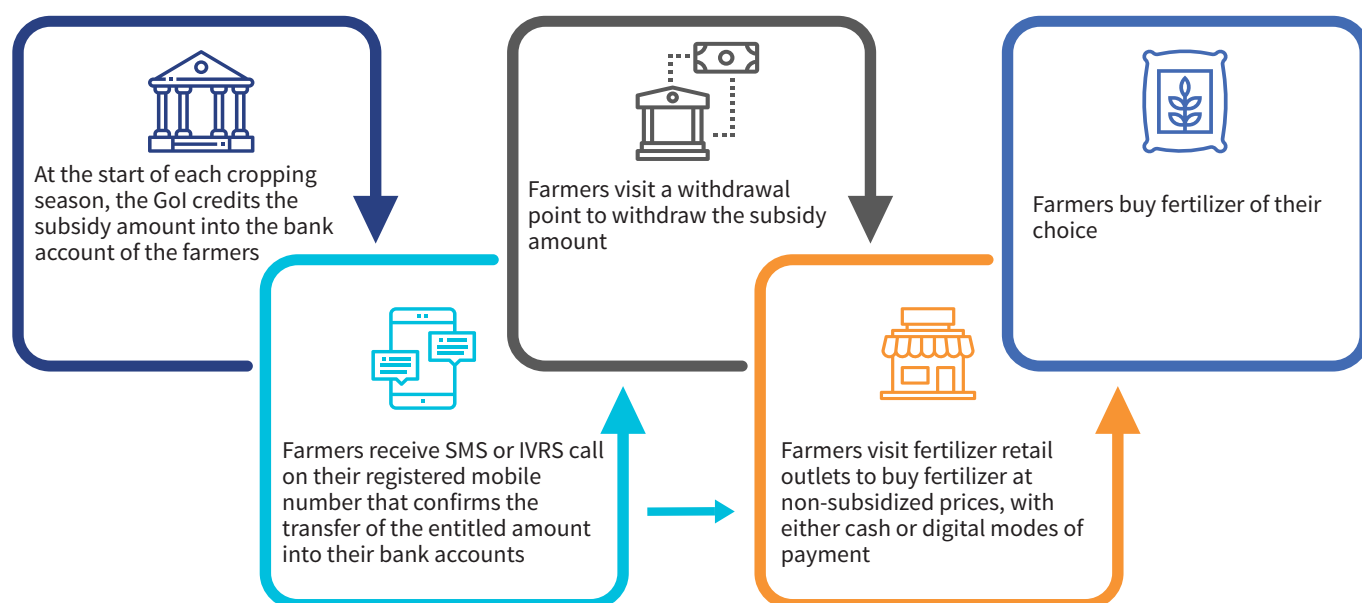 At the start of each cropping
season, the GoI credits the
subsidy amount into the bank
account of the farmers
Farmers receive SMS or IVRS call
on their registered mobile
number that confirms the
transfer of the entitled amount
into their bank accounts
Farmers visit a withdrawal
point to withdraw the subsidy
amount
Farmers visit fertilizer retail
outlets to buy fertilizer at
non-subsidized prices, with
either cash or digital modes of
payment
Farmers buy fertilizer of their
choice